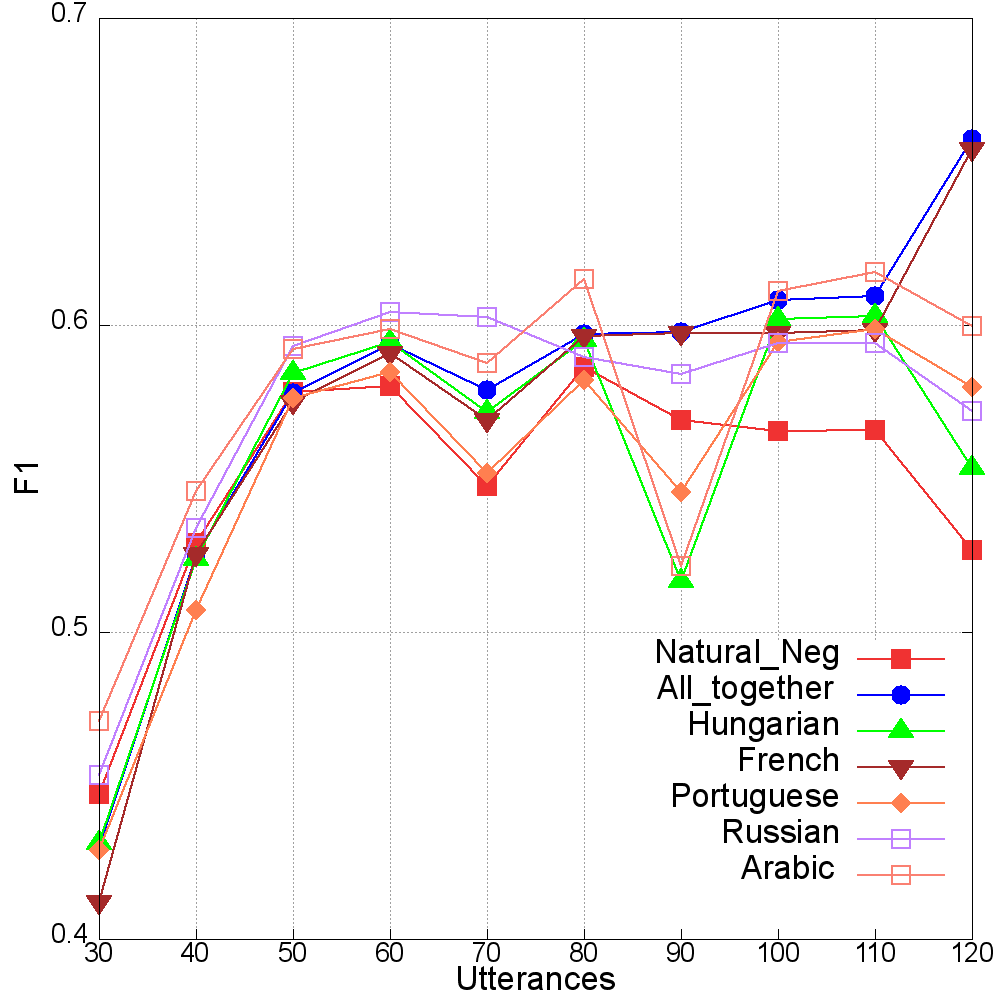 0.7
0.6
0.5
0.4
F1
Natural_Neg
All_together
Hungarian
French
Portuguese
Russian
Arabic
30 40 50 60 70 80 90 100 110 120
Utterances